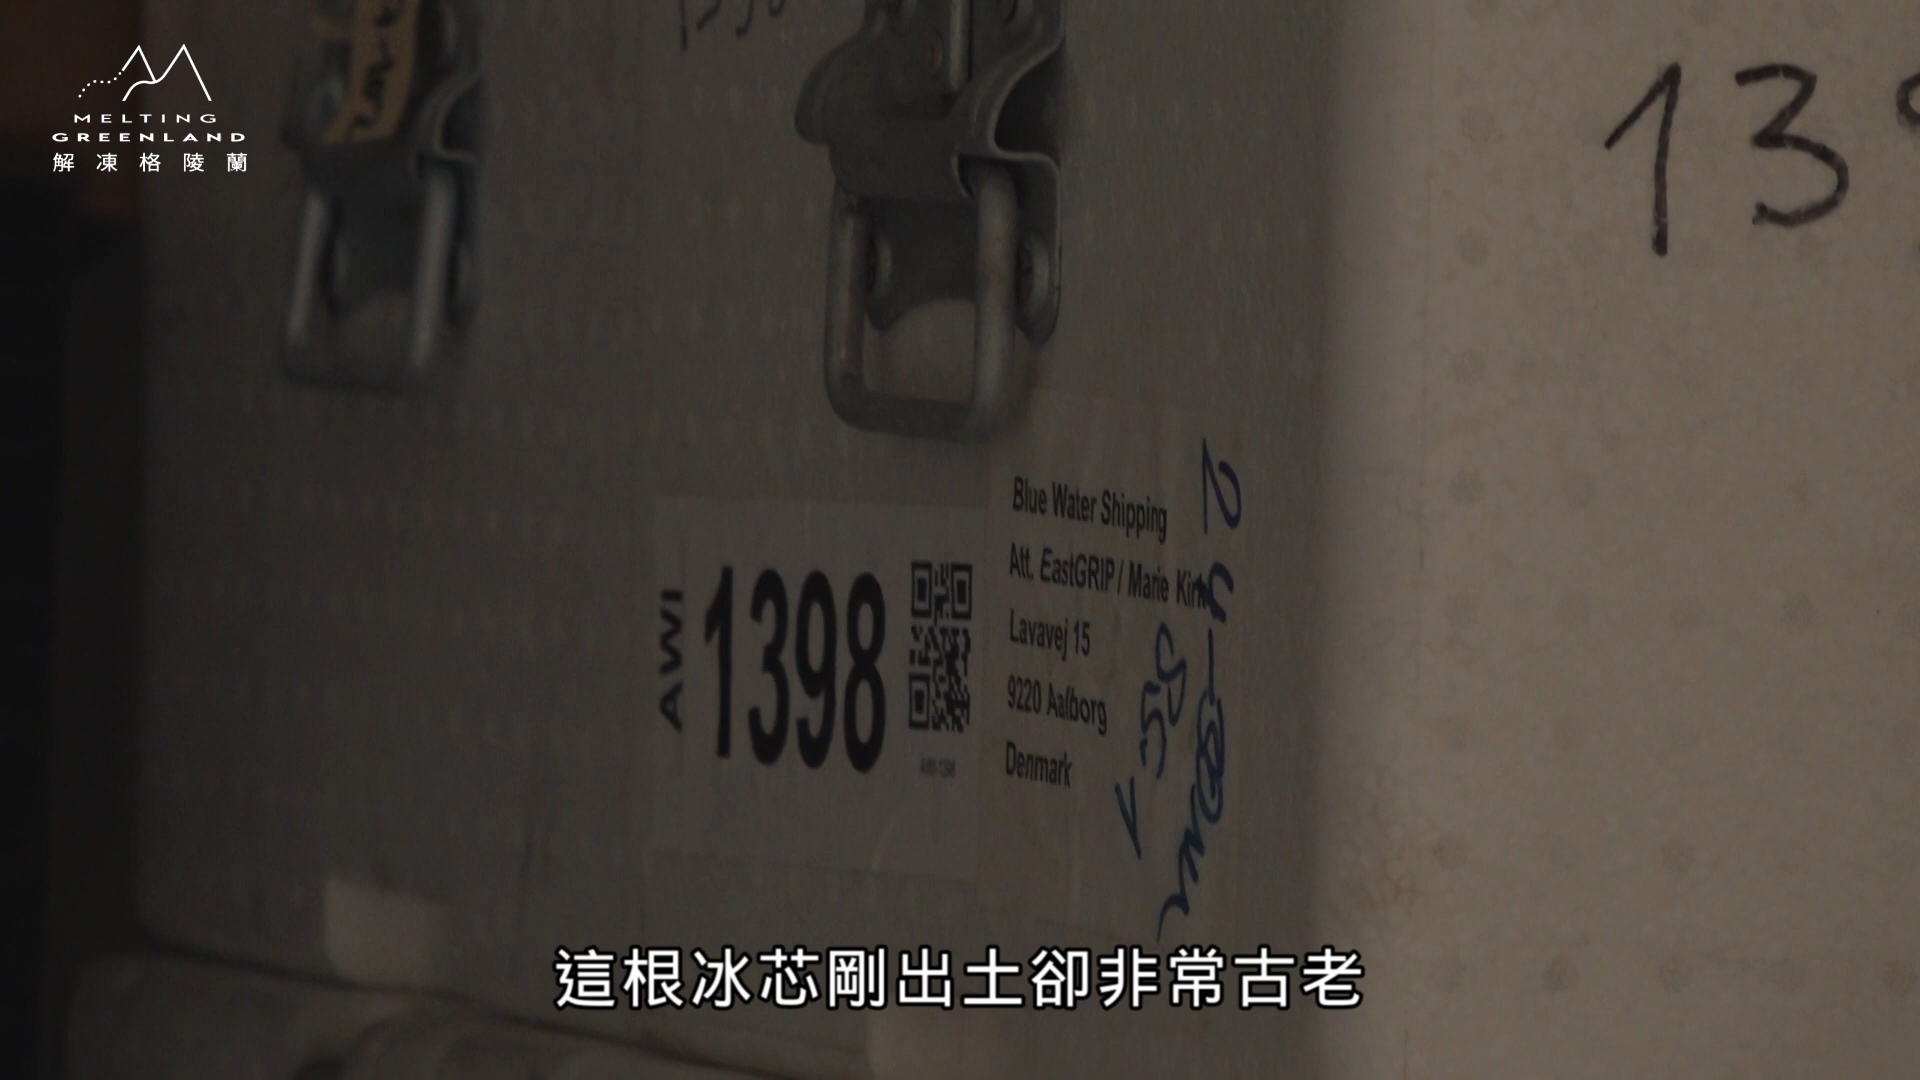 MELTING
GREENLAND
解凍格陵蘭
13
AWI
1398
Blue Water Shipping
Att. EastGRIP / Marie Kirk
Lavavej 15
9220 Aalborg
Denmark
這根冰芯剛出土卻非常古老